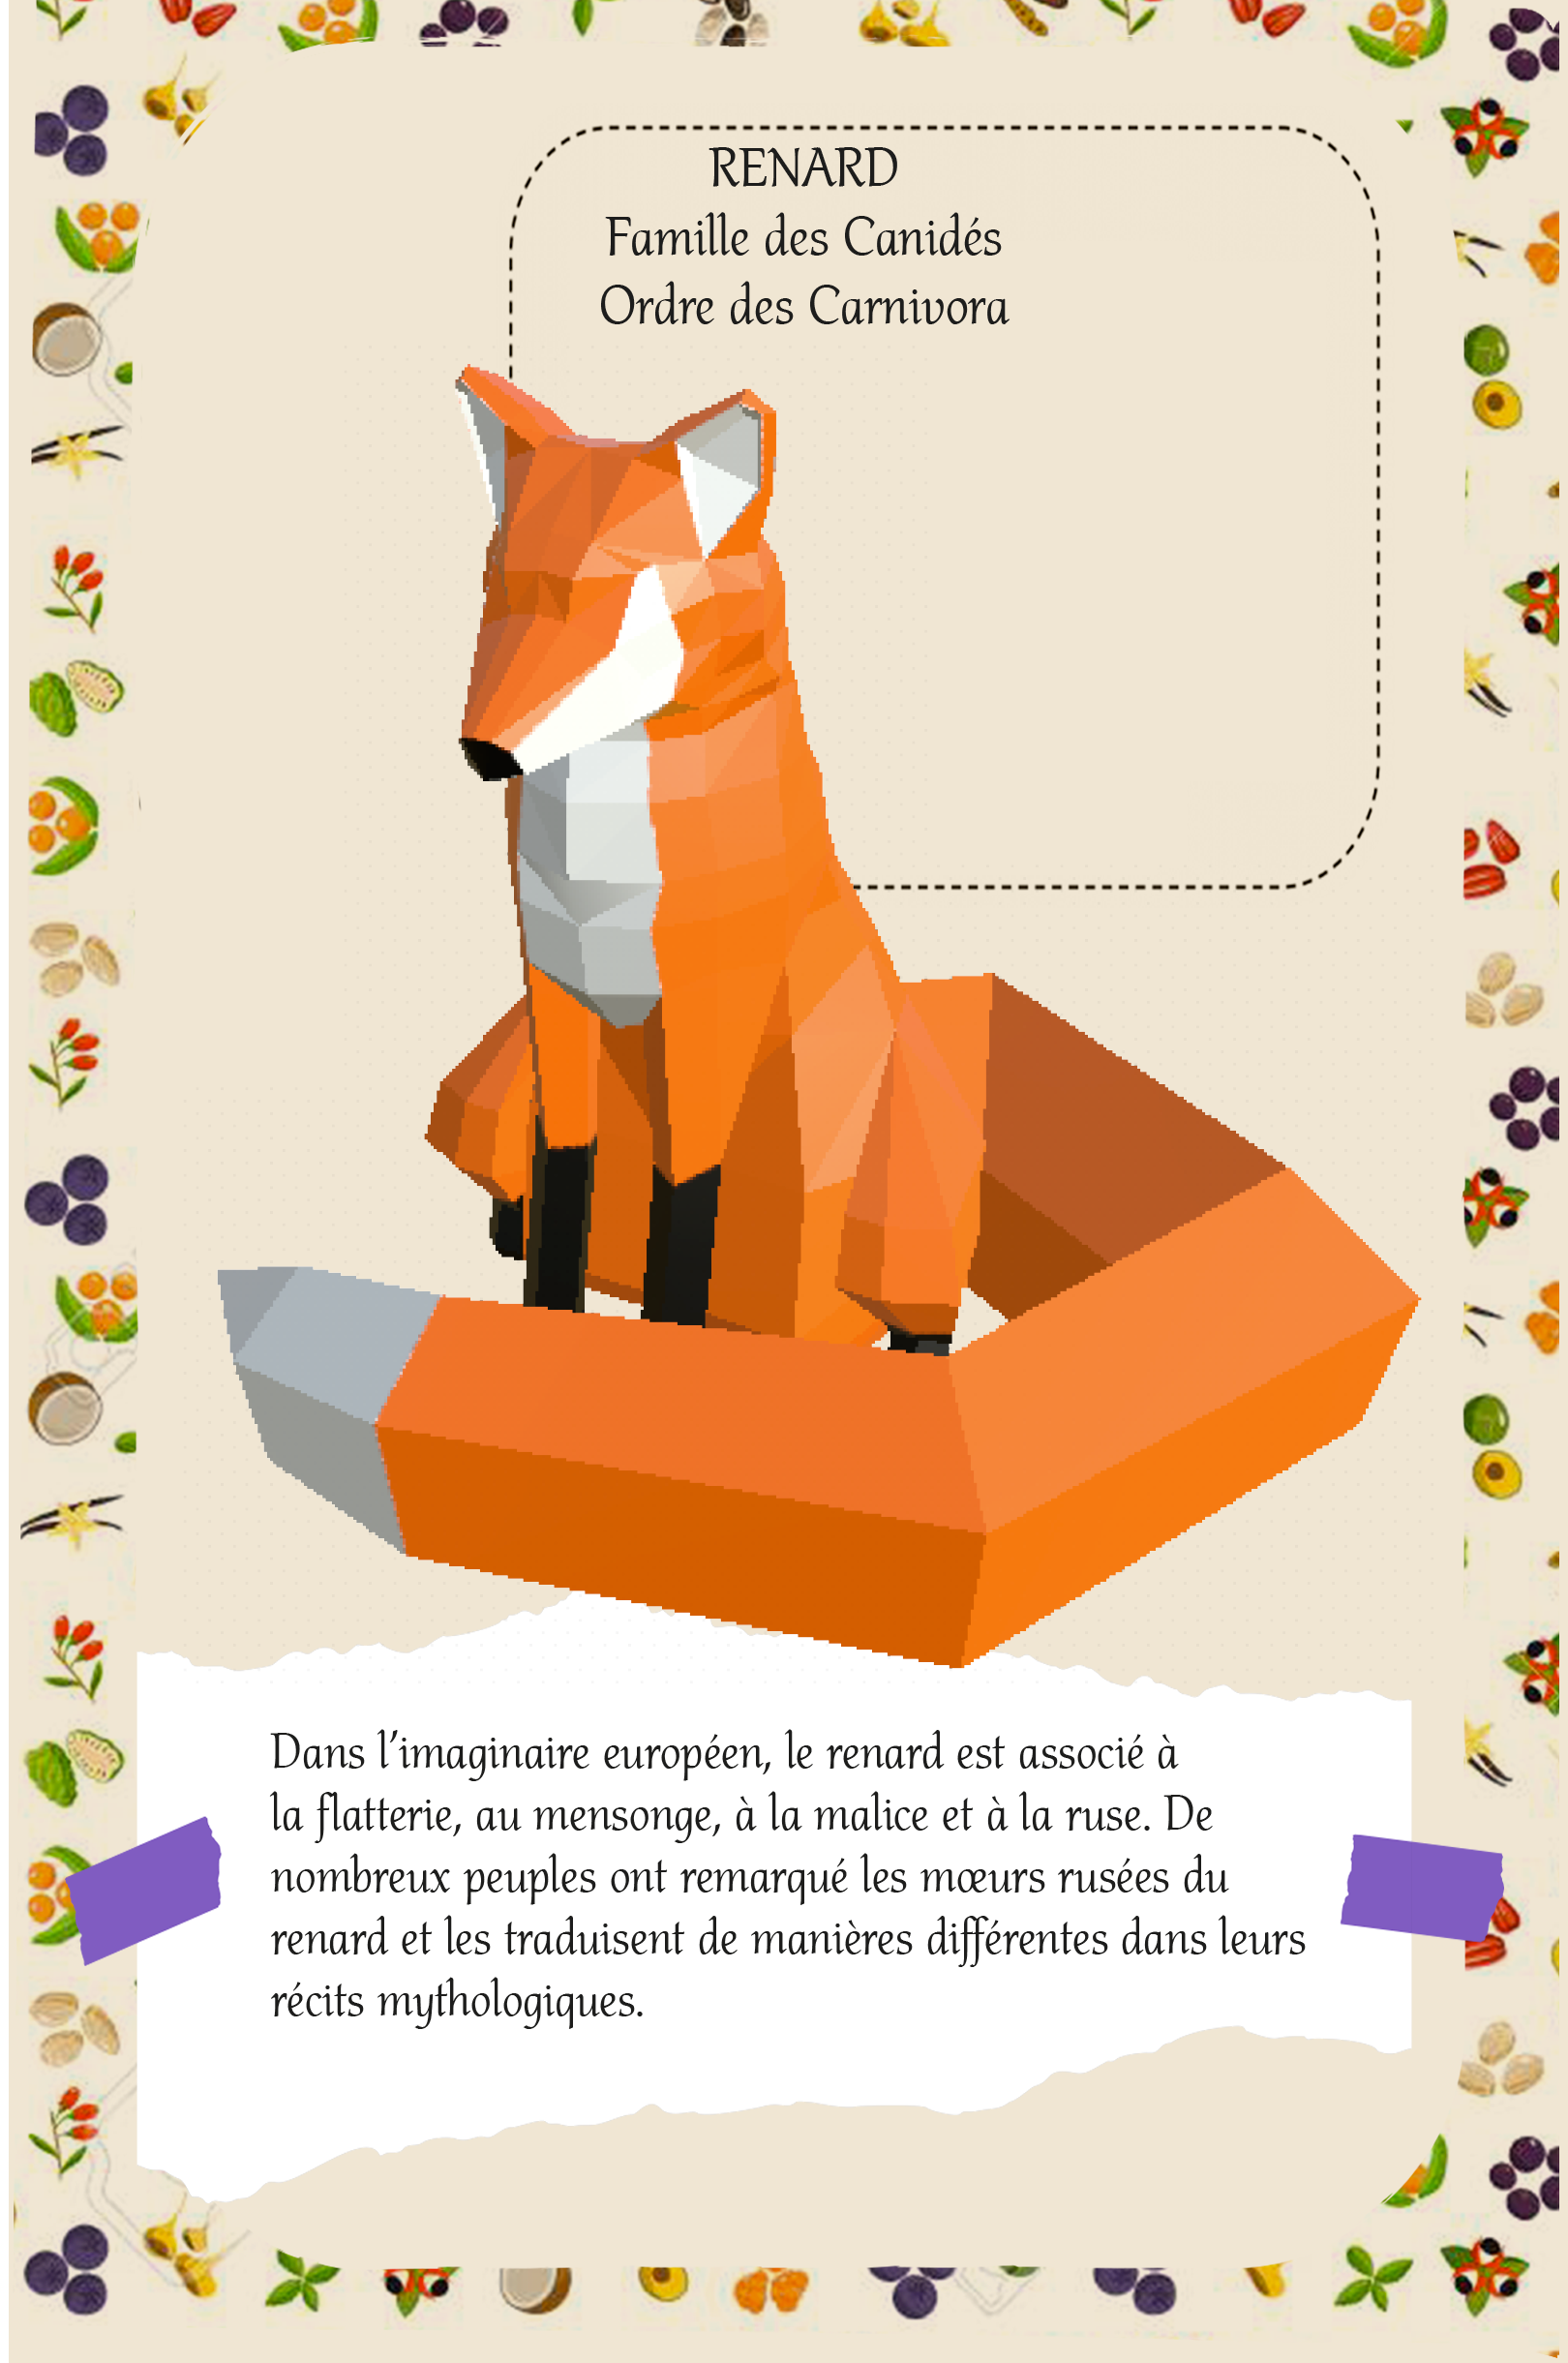 RENARD
Famille des Canidés
Ordre des Carnivora
Dans l’imaginaire européen, le renard est associé à
la flatterie, au mensonge, à la malice et à la ruse. De
nombreux peuples ont remarqué les mœurs rusées du
renard et les traduisent de manières différentes dans leurs
récits mythologiques.